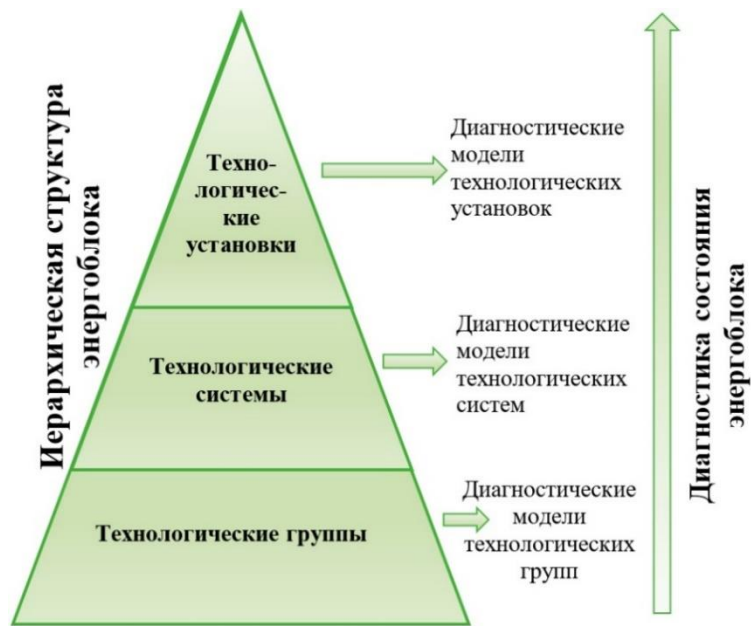 Иерархическая структура
энергоблока
Техно-
логичес-
кие
установки
Диагностические
модели
технологических
установок
Технологические
системы
Диагностические
модели
технологических
систем
Технологические группы
Диагностические
модели
технологических
групп
Диагностика состояния
энергоблока